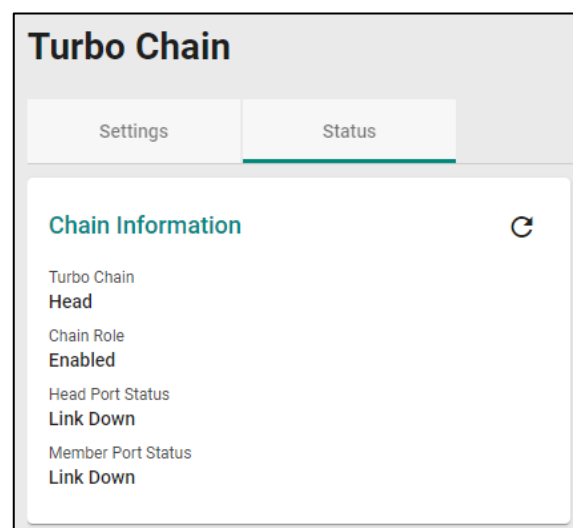 Turbo Chain
Settings
Status
Chain Information
Turbo Chain
Head
Chain Role
Enabled
Head Port Status
Link Down
Member Port Status
Link Down